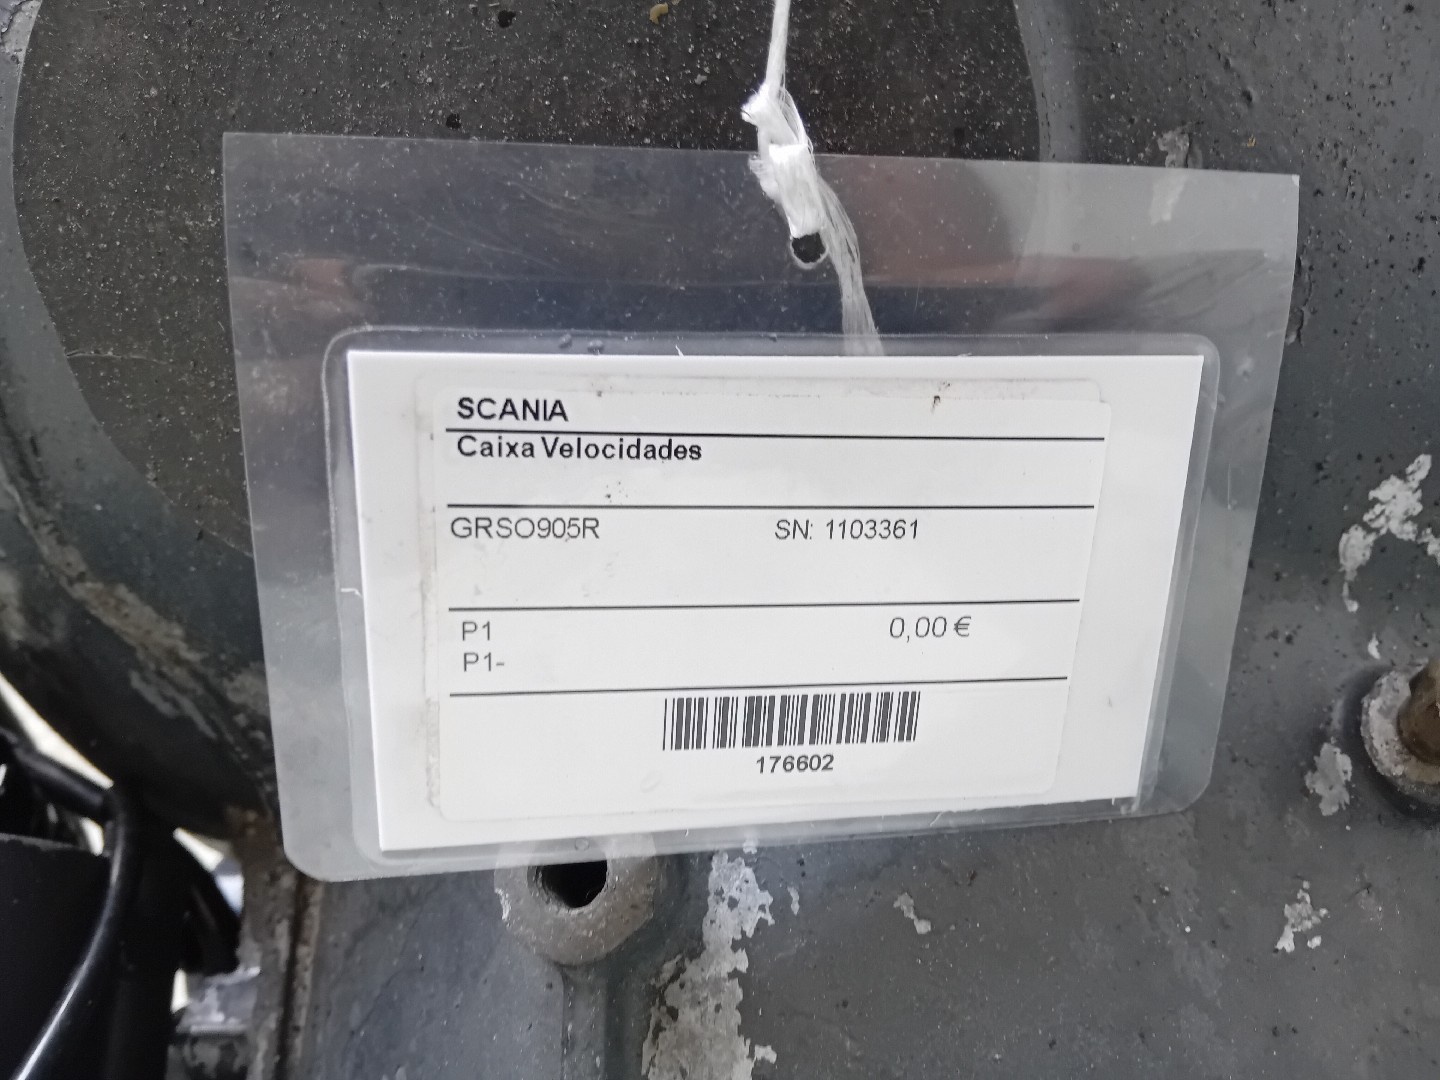 SCANIA
Caixa Velocidades
GRSO905R SN: 1103361
P1 0,00 €
P1-
176602